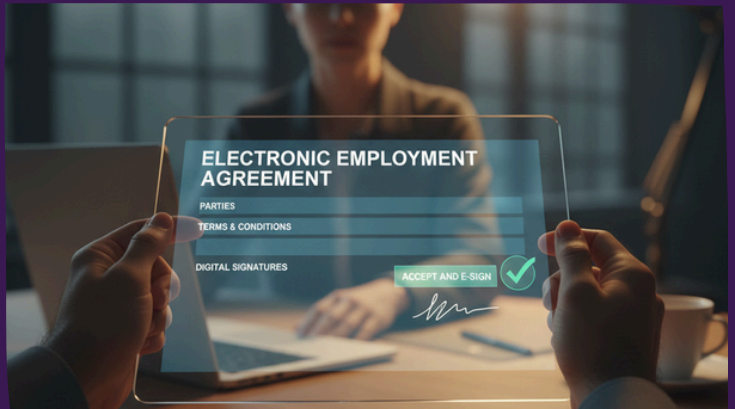 ELECTRONIC EMPLOYMENT
AGREEMENT
PARTIES
TERMS & CONDITIONS
DIGITAL SIGNATURES
ACCEPT AND E-SIGN